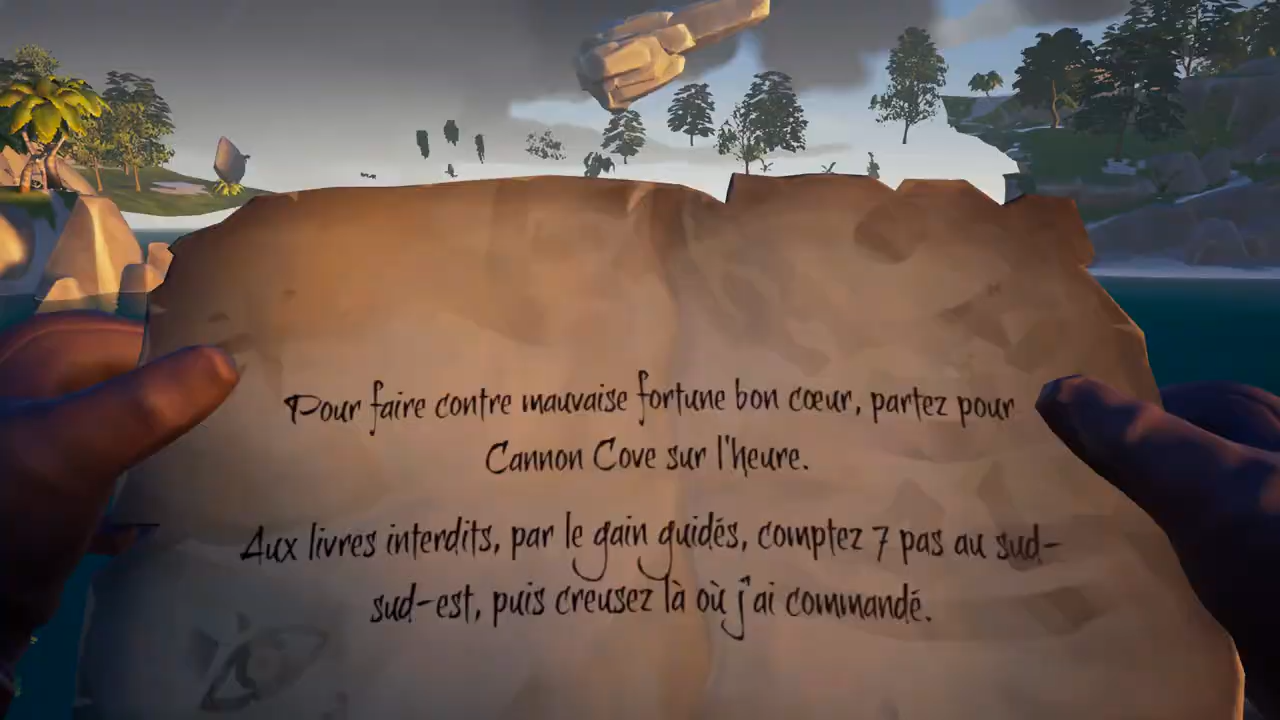 Pour faire contre mauvaise fortune bon cœur, partez pour
Cannon Cove sur l'heure.
Aux livres interdits, par le gain guidés, comptez 7 pas au sud-
sud-est, puis creusez là où j'ai commandé.